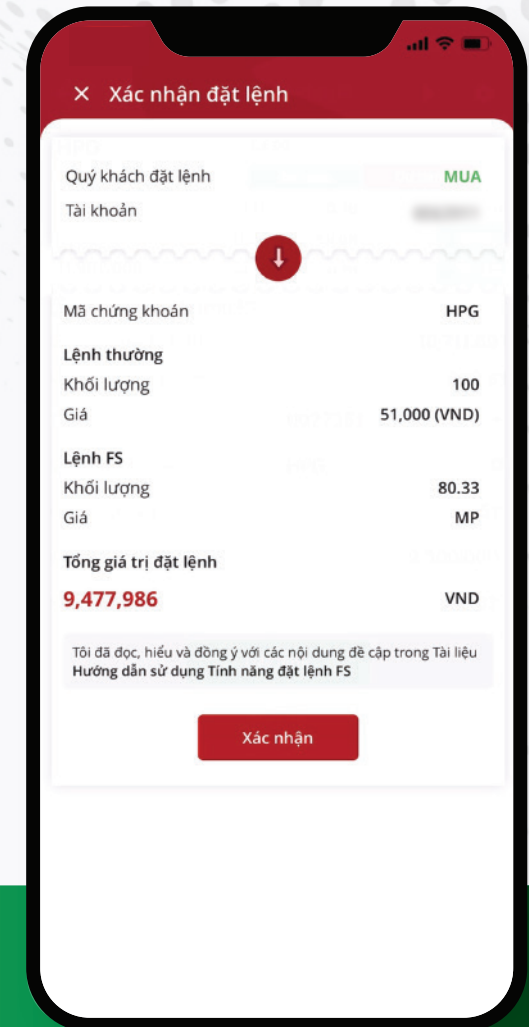 × Xác nhận đặt lệnh
Quý khách đặt lệnh MUA
Tài khoản
Mã chứng khoán HPG
Lệnh thường
Khối lượng 100
Giá 51,000 (VND)
Lệnh FS
Khối lượng 80.33
Giá MP
Tổng giá trị đặt lệnh
9,477,986 VND
Tôi đã đọc, hiểu và đồng ý với các nội dung đề cập trong Tài liệu
Hướng dẫn sử dụng Tính năng đặt lệnh FS
Xác nhận